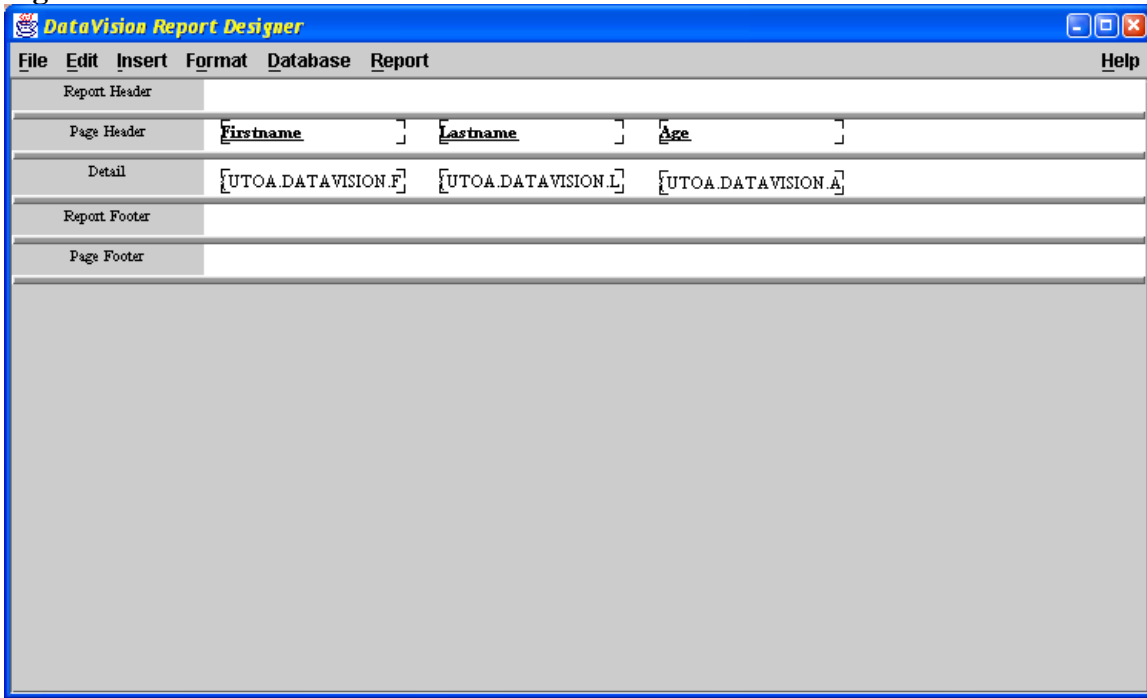 DataVision Report Designer
File Edit Insert Format Database Report Help
Report Header
Page Header Firstname Lastname Age
Detail {UTOA.DATAVISION.F {UTOA.DATAVISION.L {UTOA.DATAVISION.A
Report Footer
Page Footer